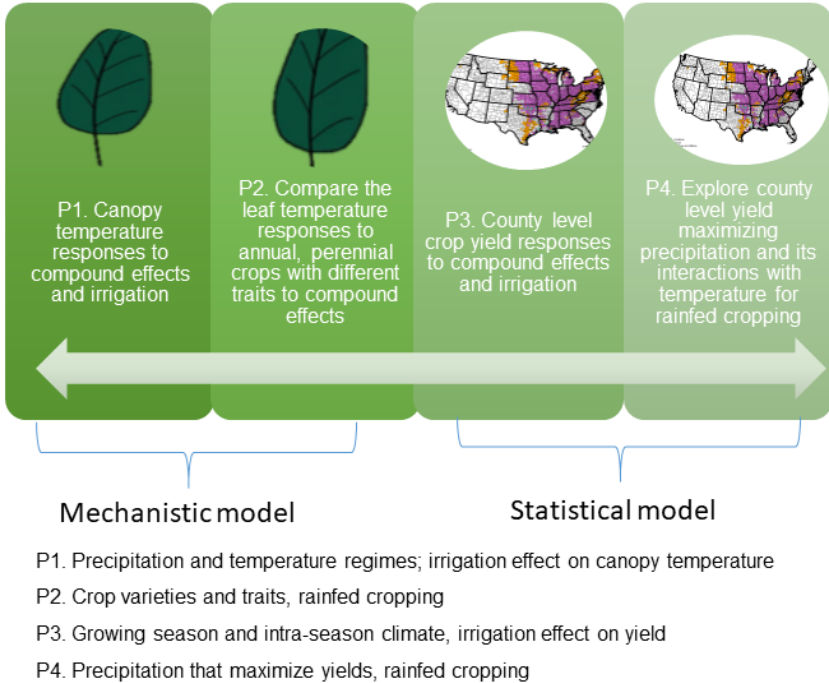 P1. Canopy
temperature
responses to
compound effects
and irrigation
P2. Compare the
leaf temperature
responses to
annual, perennial
crops with different
traits to compound
effects
P3. County level
crop yield responses
to compound effects
and irrigation
P4. Explore county
level yield
maximizing
precipitation and its
interactions with
temperature for
rainfed cropping
Mechanistic model
Statistical model
P1. Precipitation and temperature regimes; irrigation effect on canopy temperature
P2. Crop varieties and traits, rainfed cropping
P3. Growing season and intra-season climate, irrigation effect on yield
P4. Precipitation that maximize yields, rainfed cropping